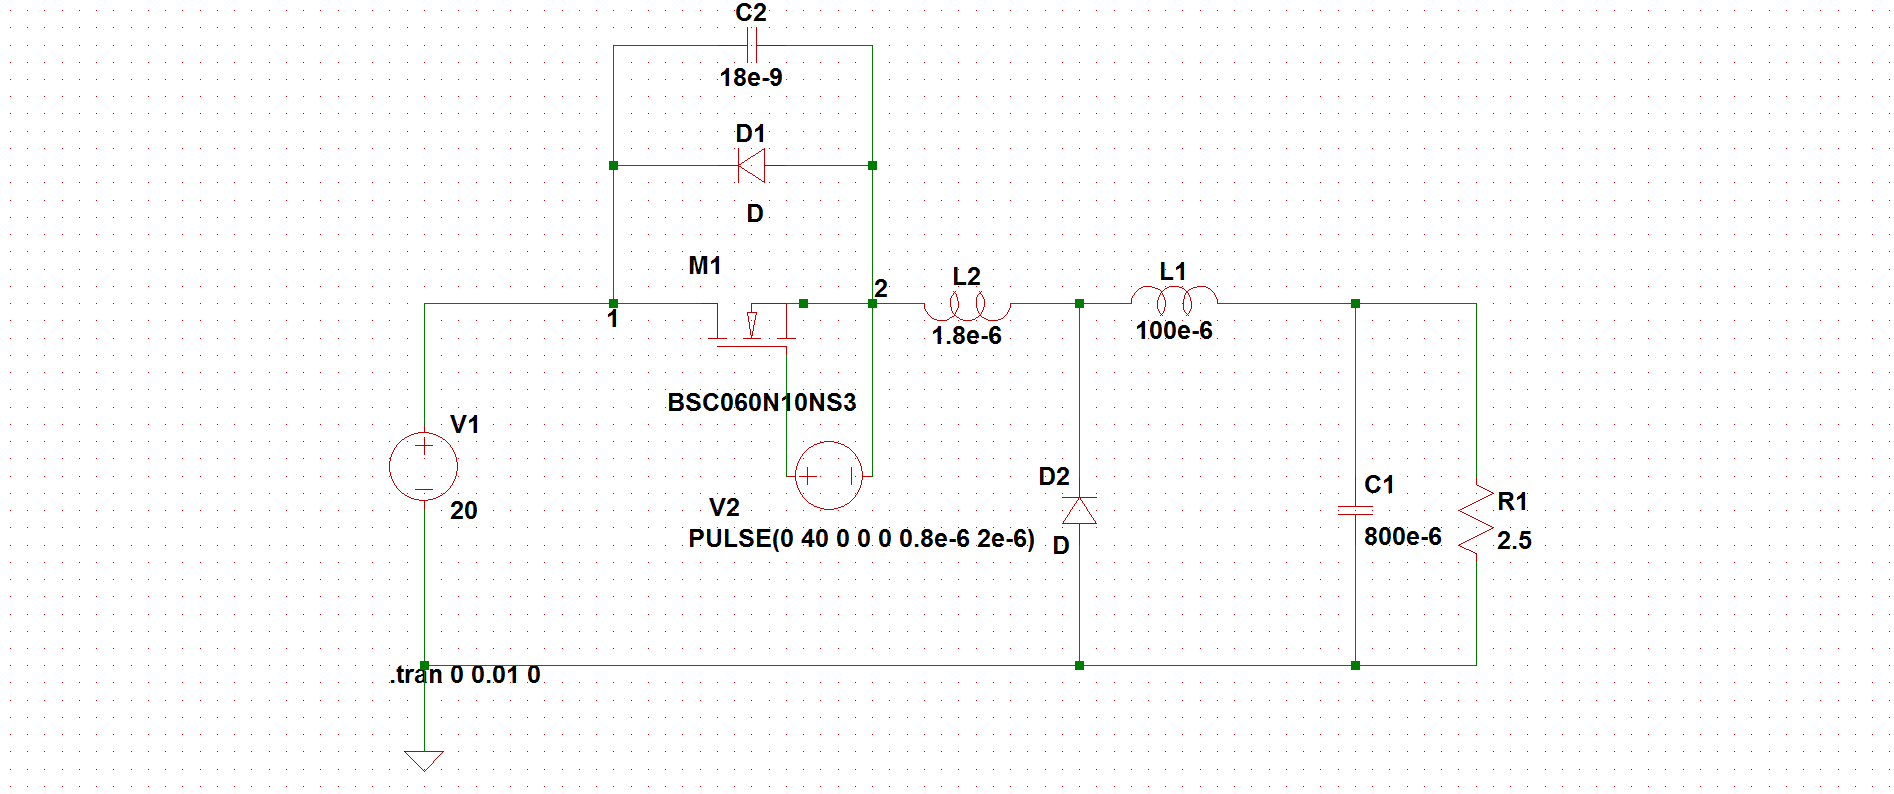 C2
18e-9
D1
D
M1
1
2
L2
1.8e-6
L1
100e-6
BSC060N10NS3
V1
20
V2
PULSE(0 40 0 0 0 0.8e-6 2e-6)
D2
D
C1
800e-6
R1
2.5
.tran 0 0.01 0